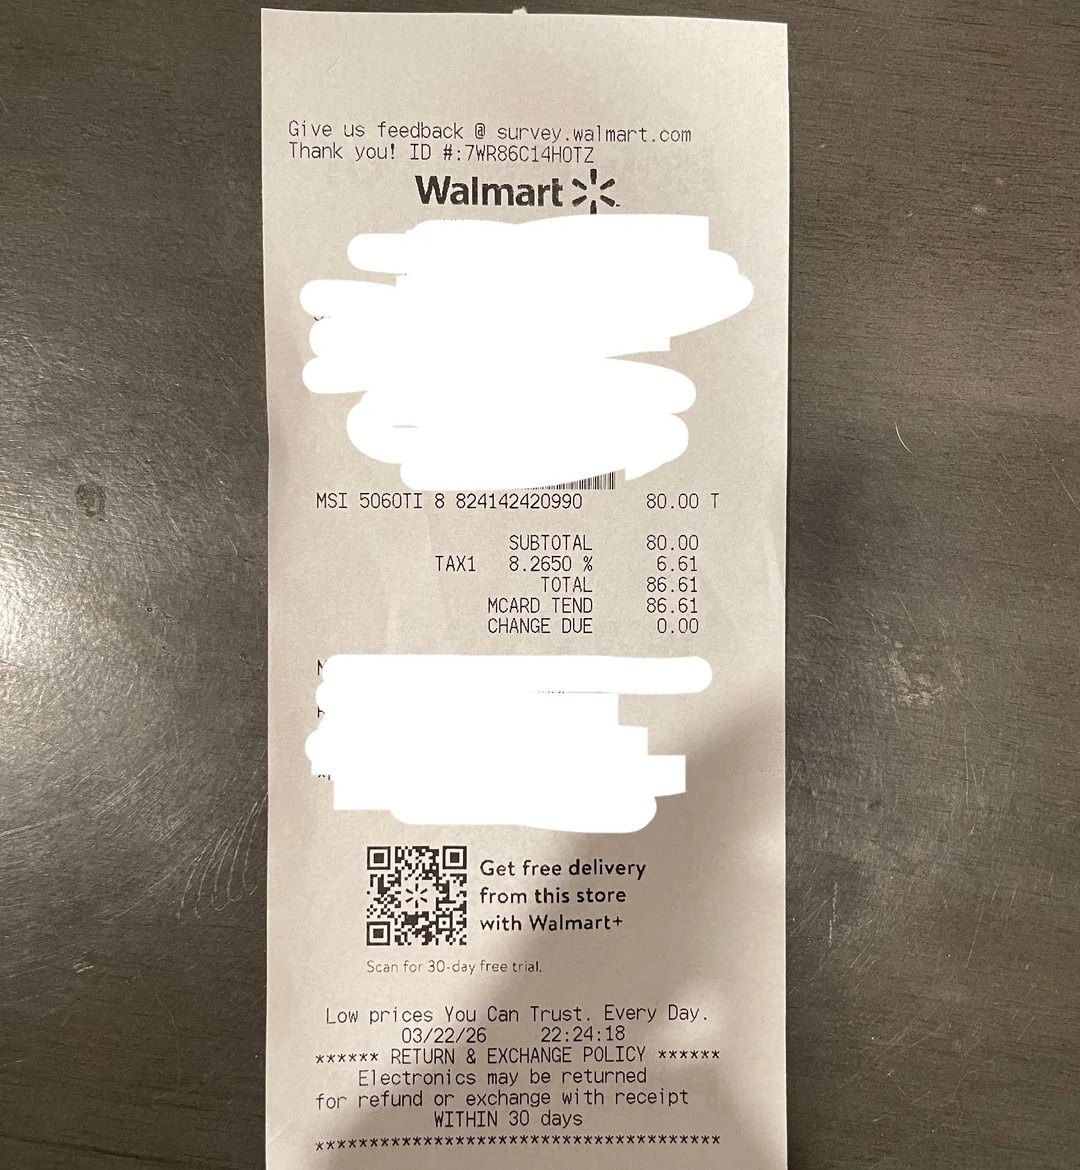 Give us feedback @ survey.walmart.com
Thank you! ID #:7WR86C14H0TZ
Walmart
MSI 5060TI 8 824142420990 80.00 T
SUBTOTAL 80.00
TAX1 8.2650 % 6.61
TOTAL 86.61
MCARD TEND 86.61
CHANGE DUE 0.00
Get free delivery
from this store
with Walmart+
Scan for 30-day free trial.
Low prices You Can Trust. Every Day.
03/22/26 22:24:18
****** RETURN & EXCHANGE POLICY ******
Electronics may be returned
for refund or exchange with receipt
WITHIN 30 days
**************************************